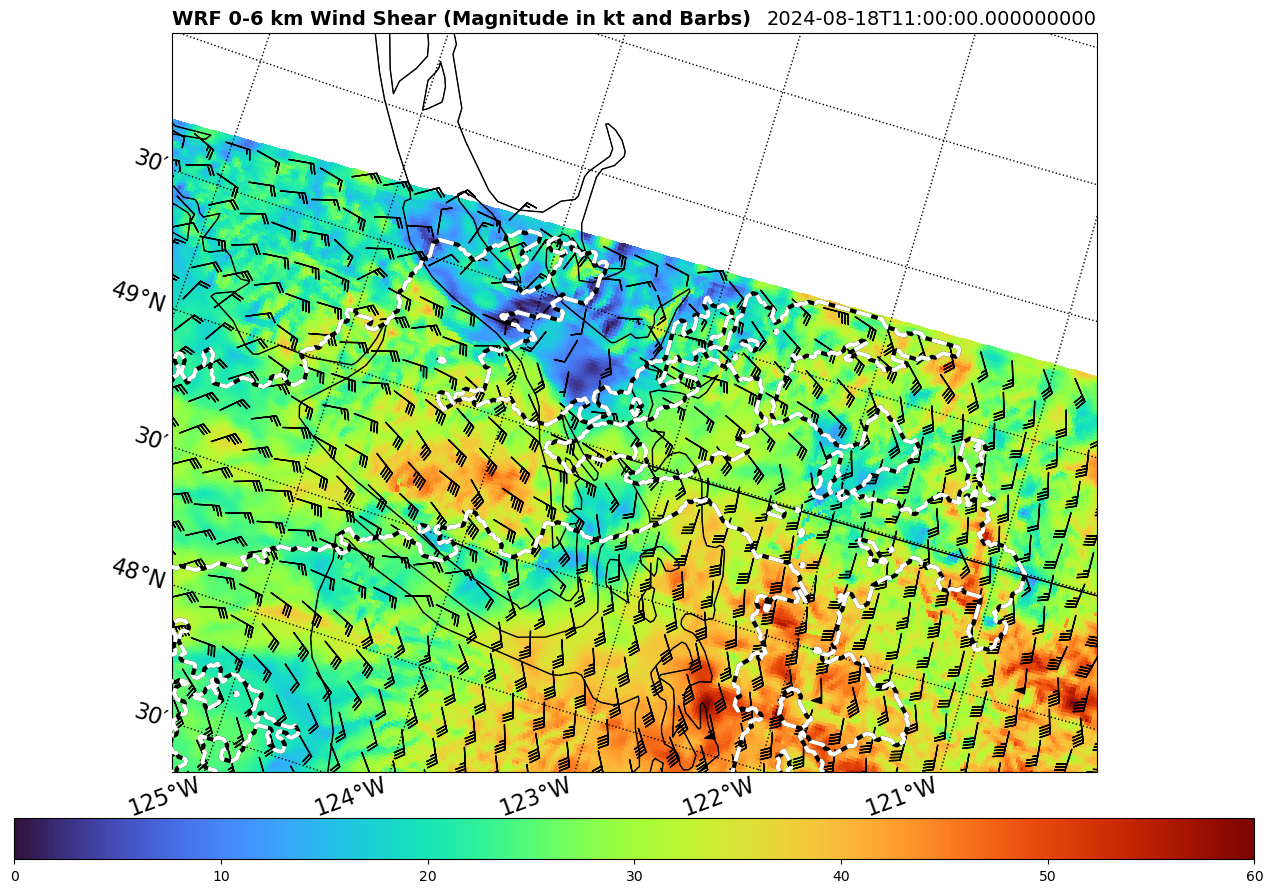 WRF 0-6 km Wind Shear (Magnitude in kt and Barbs) 2024-08-18T11:00:00.000000000
30′
49°N
30′
48°N
30′
125°W 124°W 123°W 122°W 121°W
0 10 20 30 40 50 60